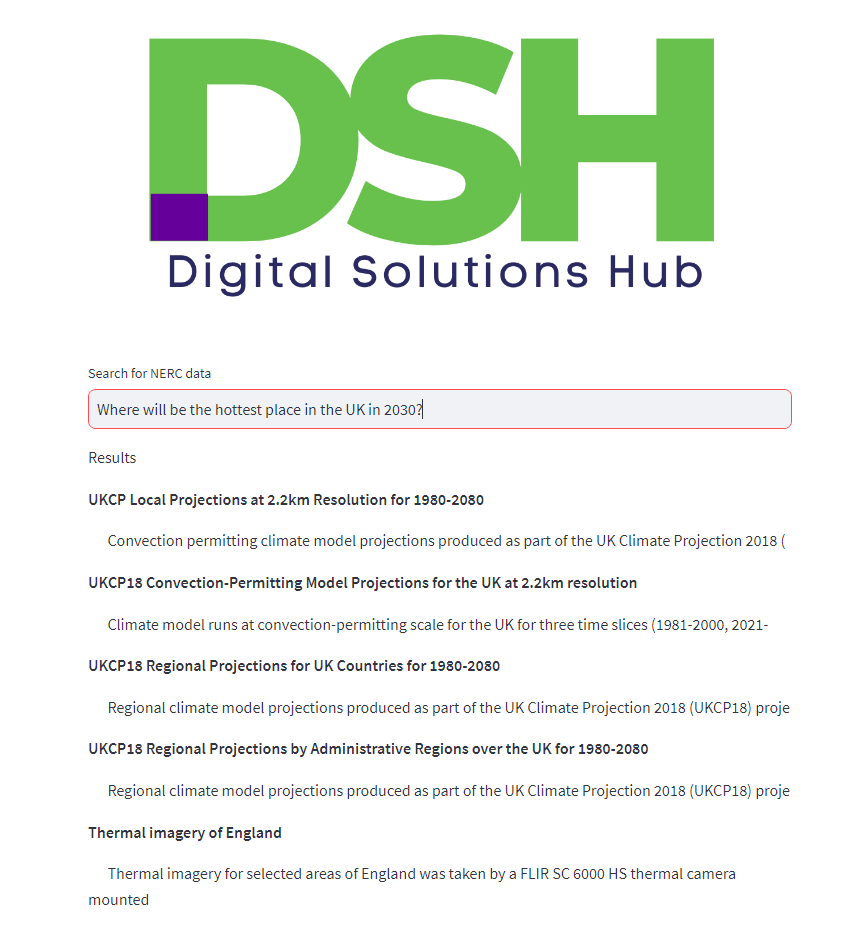 DSH
Digital Solutions Hub
Search for NERC data
Where will be the hottest place in the UK in 2030?
Results
UKCP Local Projections at 2.2km Resolution for 1980-2080
Convection permitting climate model projections produced as part of the UK Climate Projection 2018 (
UKCP18 Convection-Permitting Model Projections for the UK at 2.2km resolution
Climate model runs at convection-permitting scale for the UK for three time slices (1981-2000, 2021-
UKCP18 Regional Projections for UK Countries for 1980-2080
Regional climate model projections produced as part of the UK Climate Projection 2018 (UKCP18) proje
UKCP18 Regional Projections by Administrative Regions over the UK for 1980-2080
Regional climate model projections produced as part of the UK Climate Projection 2018 (UKCP18) proje
Thermal imagery of England
Thermal imagery for selected areas of England was taken by a FLIR SC 6000 HS thermal camera
mounted